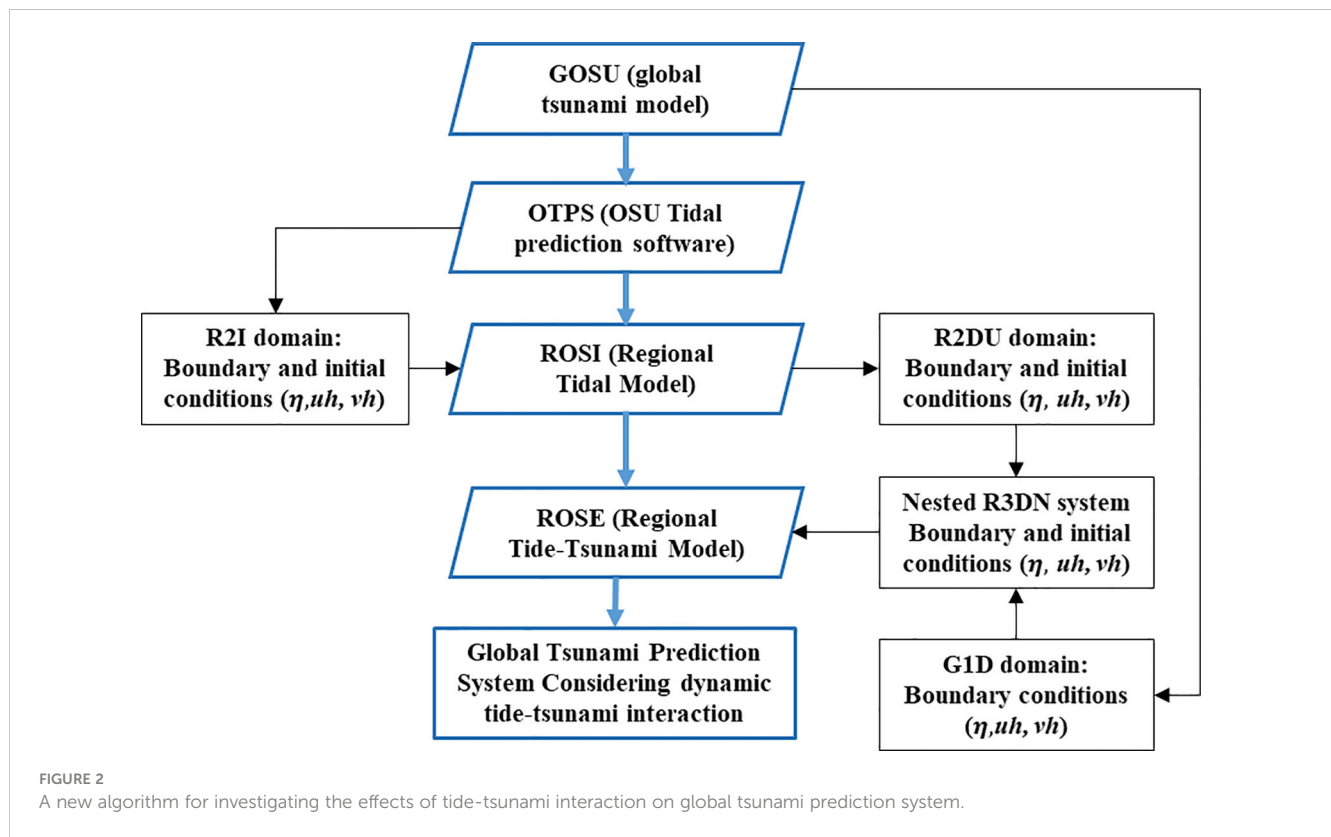 GOSU (global
tsunami model)
OTPS (OSU Tidal
prediction software)
R2I domain:
Boundary and initial
conditions (η,uh, vh)
ROSI (Regional
Tidal Model)
R2DU domain:
Boundary and initial
conditions (η, uh, vh)
ROSE (Regional
Tide-Tsunami Model)
Nested R3DN system
Boundary and initial
conditions (η, uh, vh)
Global Tsunami Prediction
System Considering dynamic
tide-tsunami interaction
G1D domain:
Boundary conditions
(η,uh, vh)
FIGURE 2
A new algorithm for investigating the effects of tide-tsunami interaction on global tsunami prediction system.